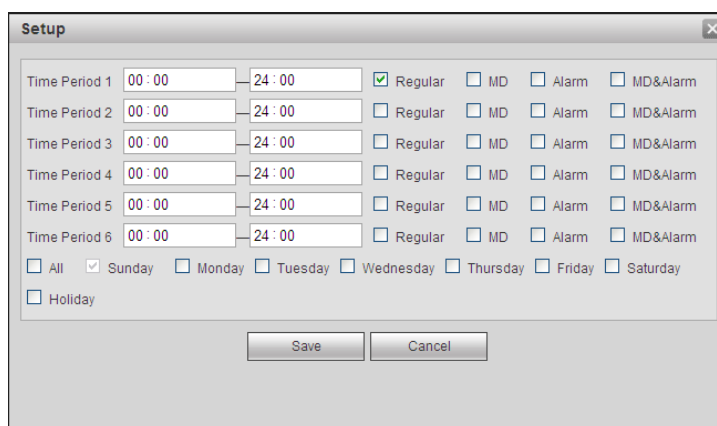 Setup
Time Period 1 00:00 — 24:00 Regular MD Alarm MD&Alarm
Time Period 2 00:00 — 24:00 Regular MD Alarm MD&Alarm
Time Period 3 00:00 — 24:00 Regular MD Alarm MD&Alarm
Time Period 4 00:00 — 24:00 Regular MD Alarm MD&Alarm
Time Period 5 00:00 — 24:00 Regular MD Alarm MD&Alarm
Time Period 6 00:00 — 24:00 Regular MD Alarm MD&Alarm
All Sunday Monday Tuesday Wednesday Thursday Friday Saturday
Holiday
Save Cancel